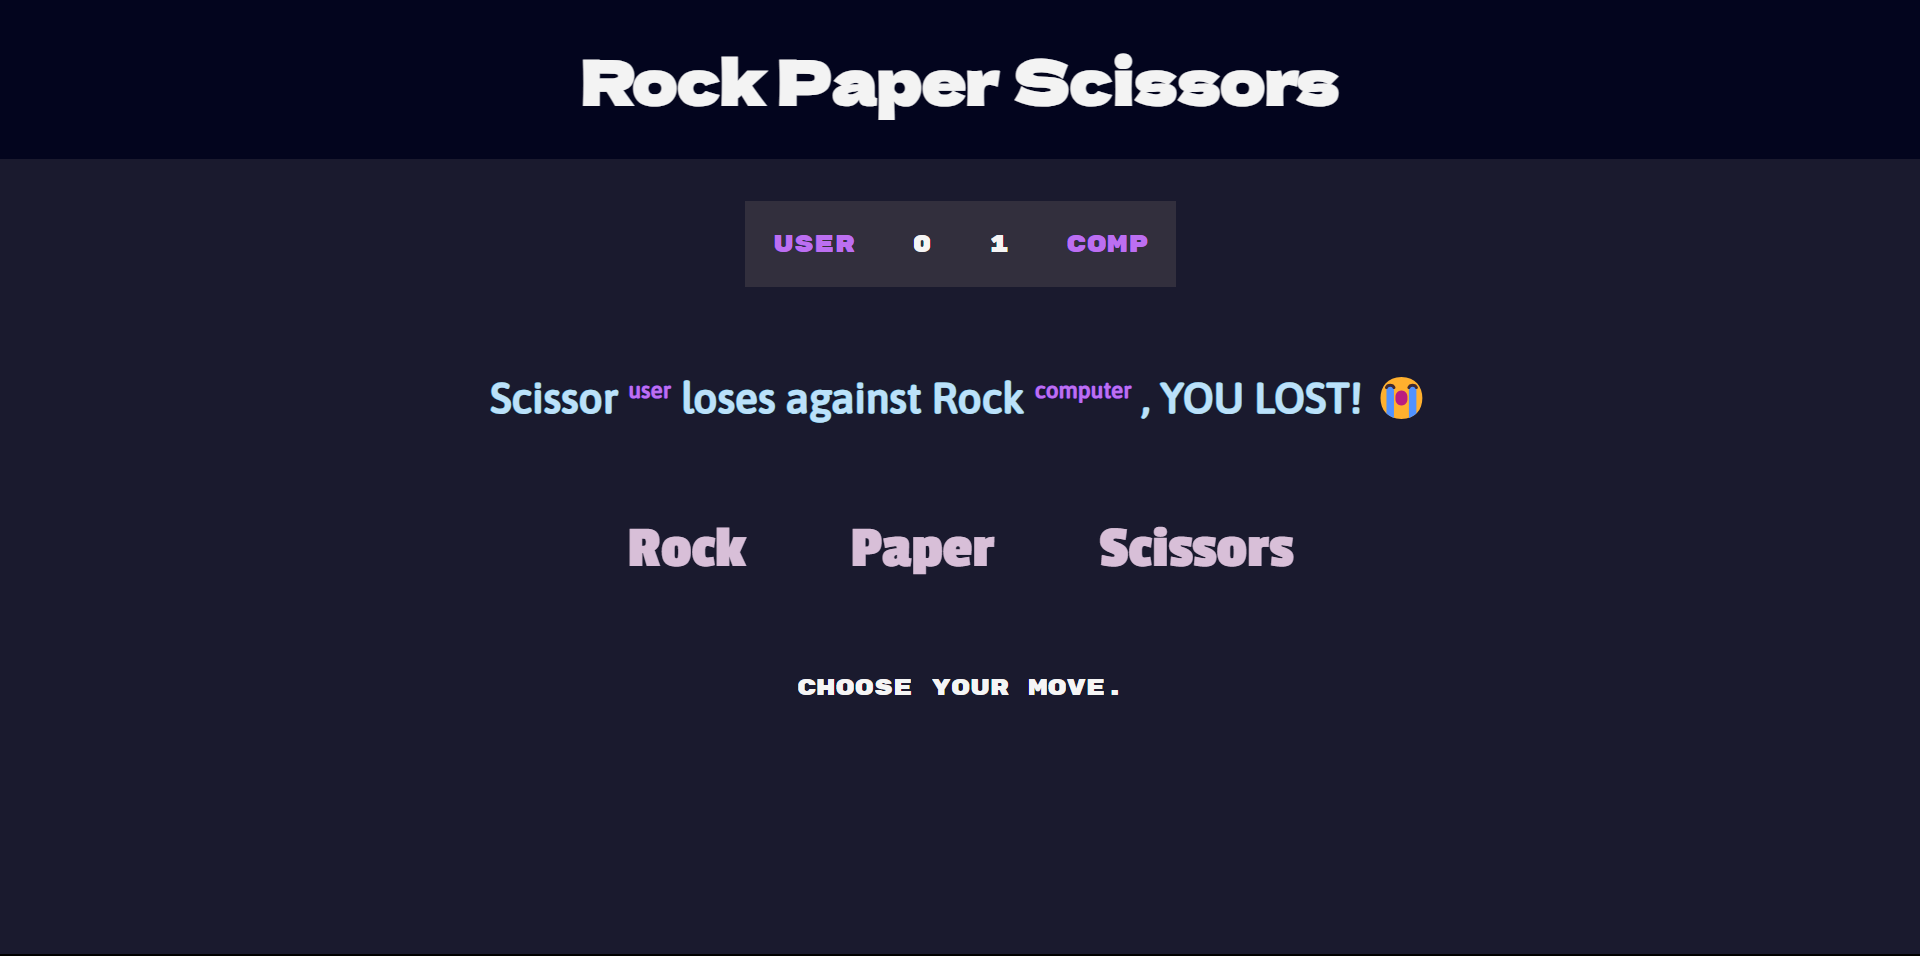 Rock Paper Scissors
USER 0 1 COMP
Scissor user loses against Rock computer , YOU LOST! 😭
Rock Paper Scissors
CHOOSE YOUR MOVE.